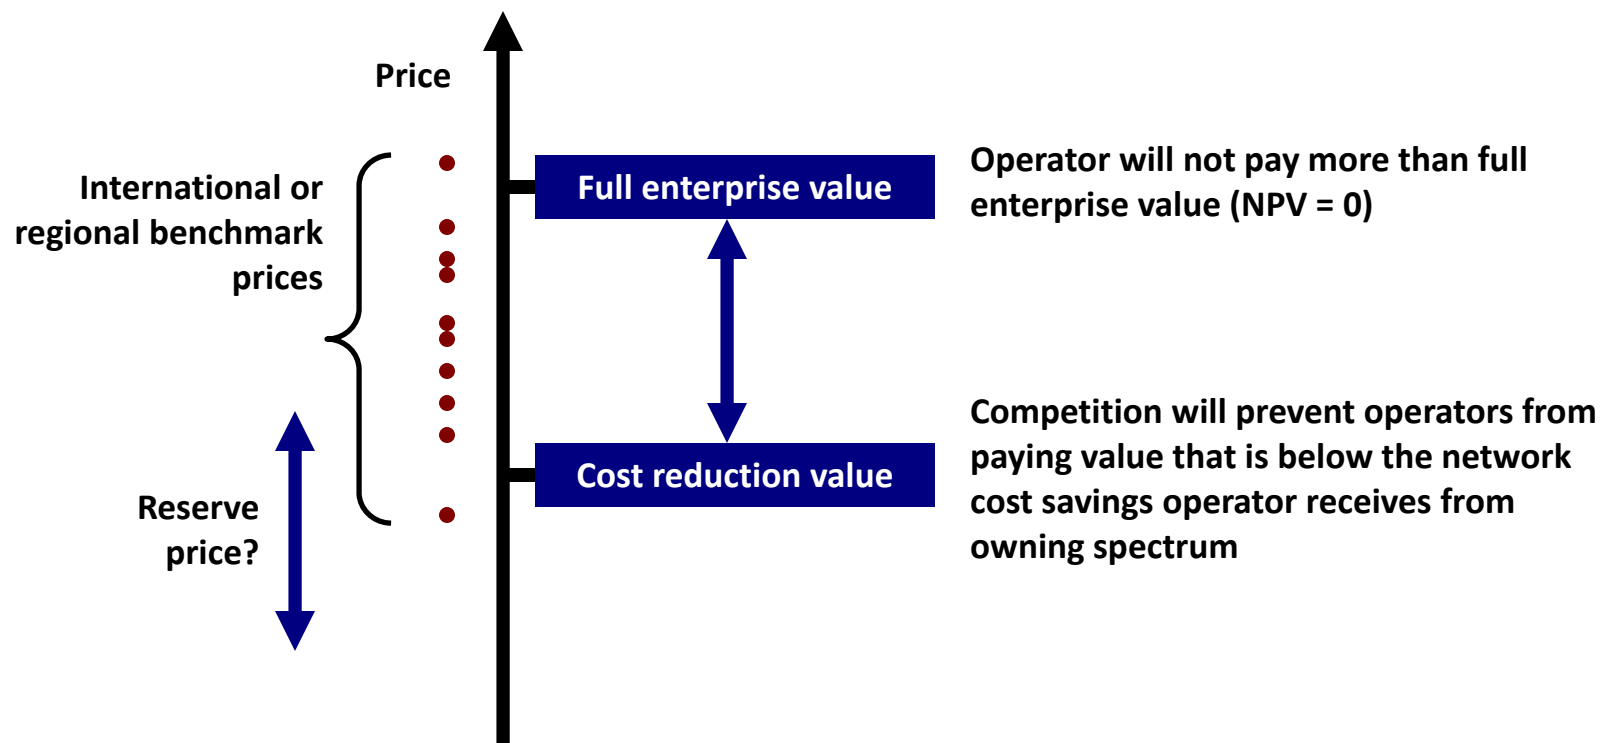 Price
International or
regional benchmark
prices
Reserve
price?
Full enterprise value
Operator will not pay more than full
enterprise value (NPV = 0)
Cost reduction value
Competition will prevent operators from
paying value that is below the network
cost savings operator receives from
owning spectrum